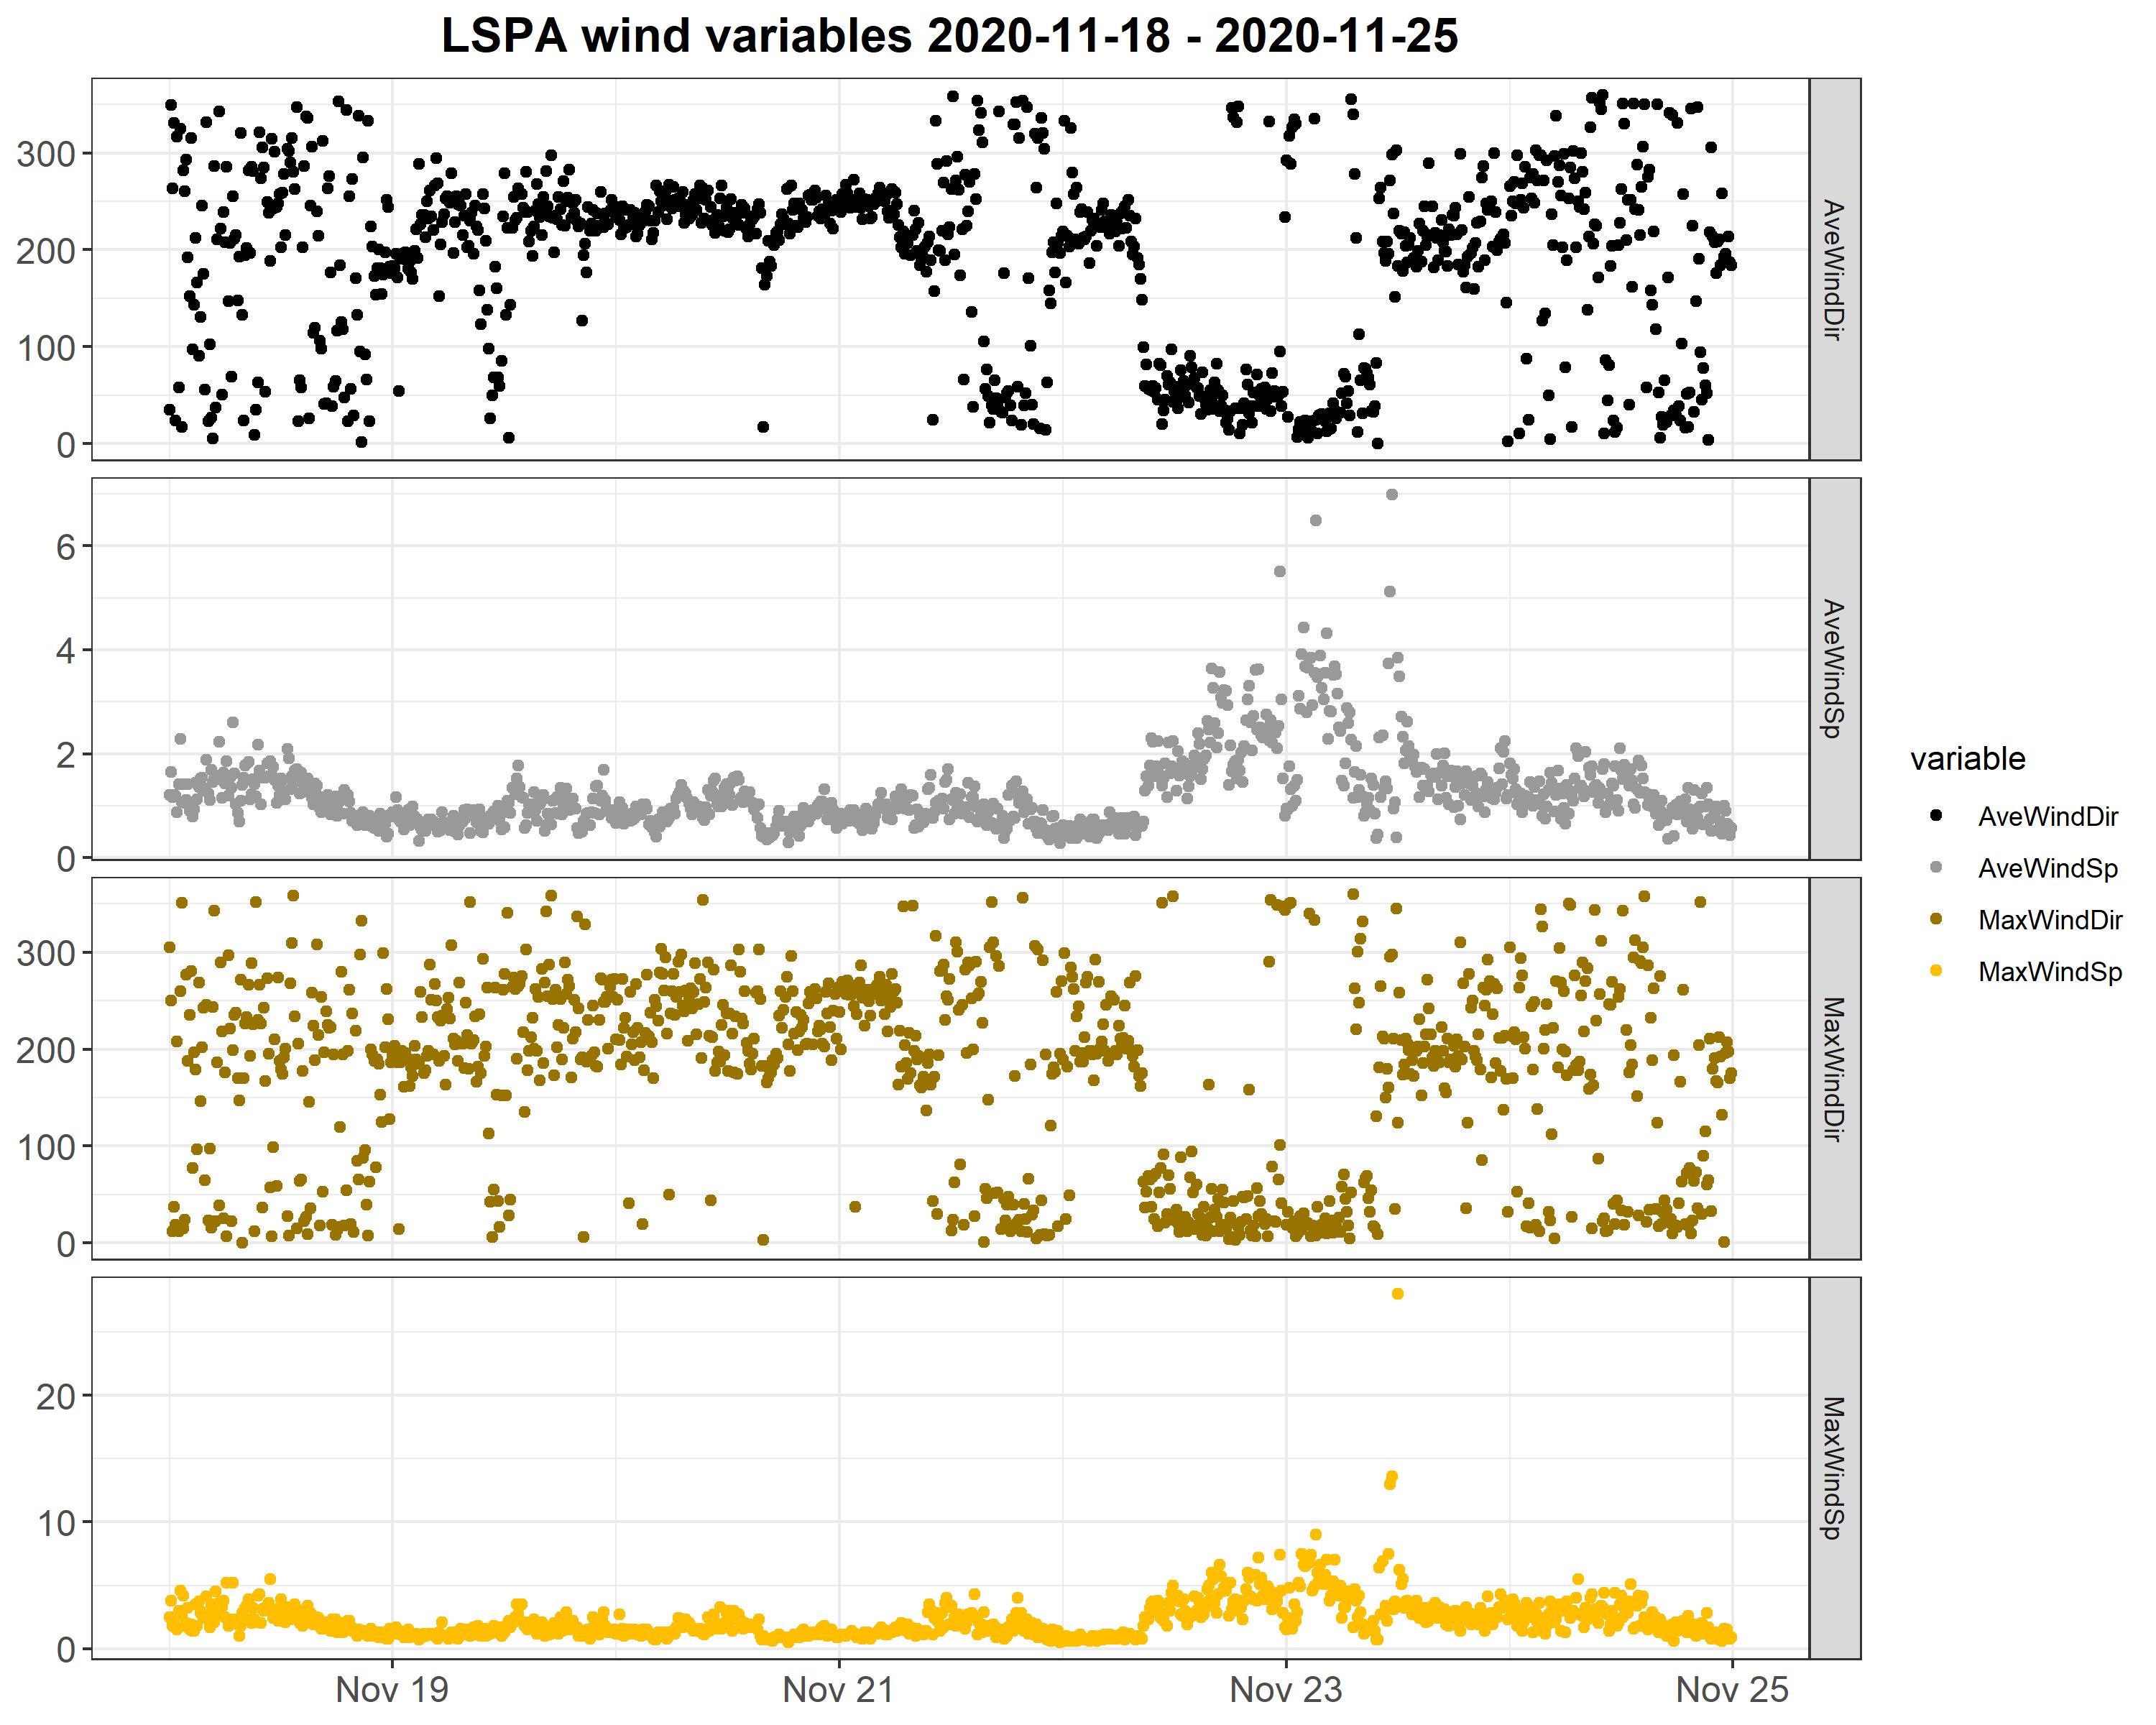 LSPA wind variables 2020-11-18 - 2020-11-25
300
200
100
0
AveWindDir
6
4
2
0
AveWindSp
300
200
100
0
MaxWindDir
20
10
0
MaxWindSp
Nov 19 Nov 21 Nov 23 Nov 25
variable
AveWindDir
AveWindSp
MaxWindDir
MaxWindSp